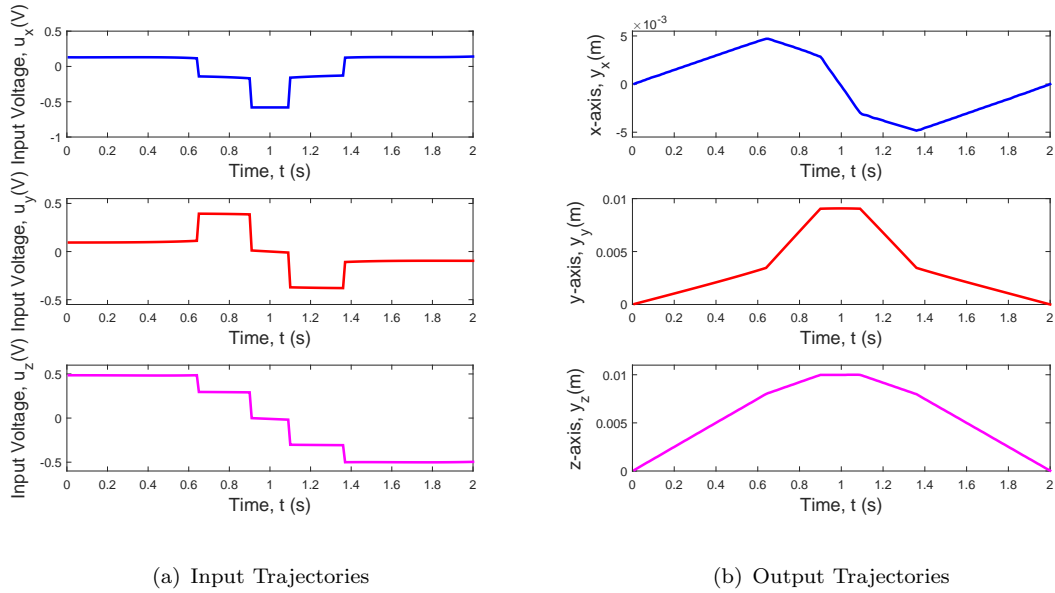 Input Voltage, u_x(V)
0.5
0
-0.5
-1
0 0.2 0.4 0.6 0.8 1 1.2 1.4 1.6 1.8 2
Time, t (s)
Input Voltage, u_y(V)
0.5
0
-0.5
0 0.2 0.4 0.6 0.8 1 1.2 1.4 1.6 1.8 2
Time, t (s)
Input Voltage, u_z(V)
0.5
0
-0.5
0 0.2 0.4 0.6 0.8 1 1.2 1.4 1.6 1.8 2
Time, t (s)
(a) Input Trajectories
×10⁻³
x-axis, y_x(m)
5
0
-5
0 0.2 0.4 0.6 0.8 1 1.2 1.4 1.6 1.8 2
Time, t (s)
y-axis, y_y(m)
0.01
0.005
0
0 0.2 0.4 0.6 0.8 1 1.2 1.4 1.6 1.8 2
Time, t (s)
z-axis, y_z(m)
0.01
0.005
0
0 0.2 0.4 0.6 0.8 1 1.2 1.4 1.6 1.8 2
Time, t (s)
(b) Output Trajectories